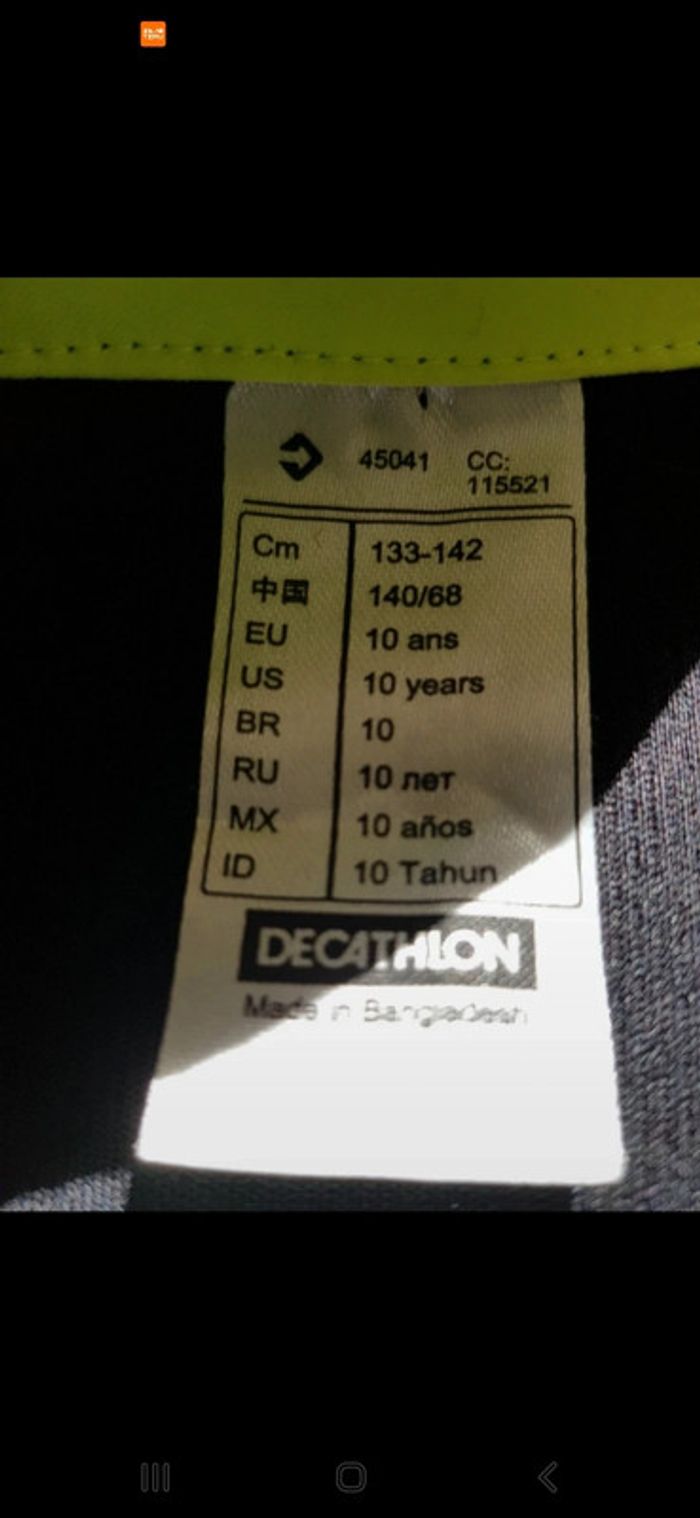 45041 CC:
115521
Cm 133-142
中国 140/68
EU 10 ans
US 10 years
BR 10
RU 10 лет
MX 10 años
ID 10 Tahun
DECATHLON
Made in Bangladesh